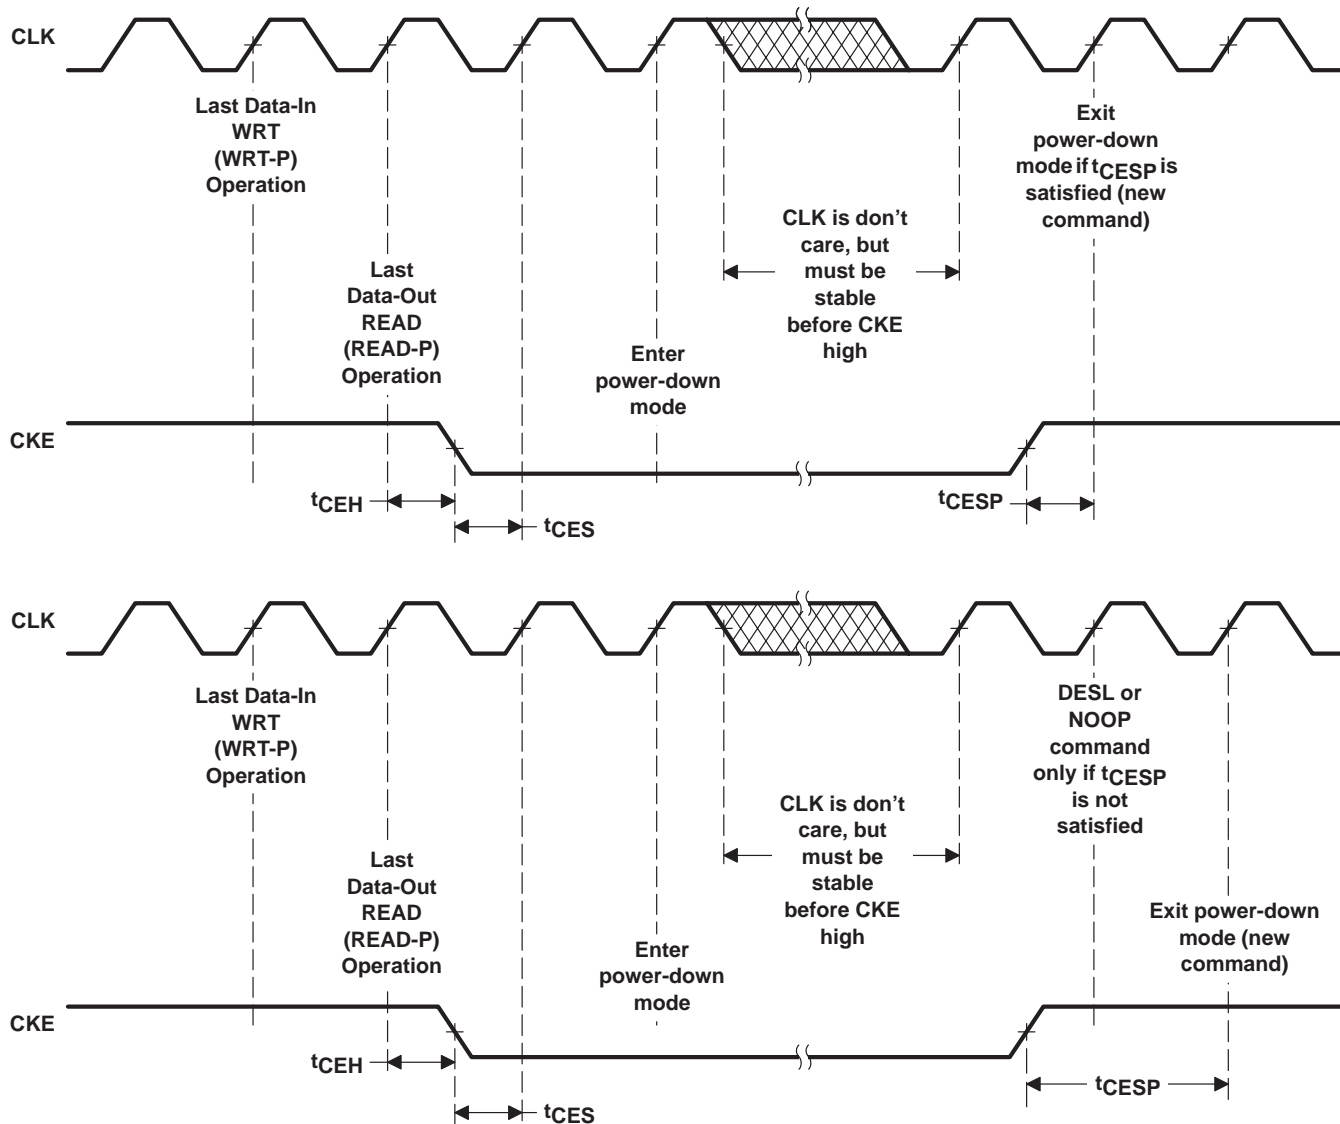 CLK
Last Data-In
WRT
(WRT-P)
Operation
Last
Data-Out
READ
(READ-P)
Operation
Enter
power-down
mode
CLK is don't
care, but
must be
stable
before CKE
high
Exit
power-down
mode if tCESP is
satisfied (new
command)
CKE
tCEH
tCES
tCESP
CLK
Last Data-In
WRT
(WRT-P)
Operation
Last
Data-Out
READ
(READ-P)
Operation
Enter
power-down
mode
CLK is don't
care, but
must be
stable
before CKE
high
DESL or
NOOP
command
only if tCESP
is not
satisfied
Exit power-down
mode (new
command)
CKE
tCEH
tCES
tCESP